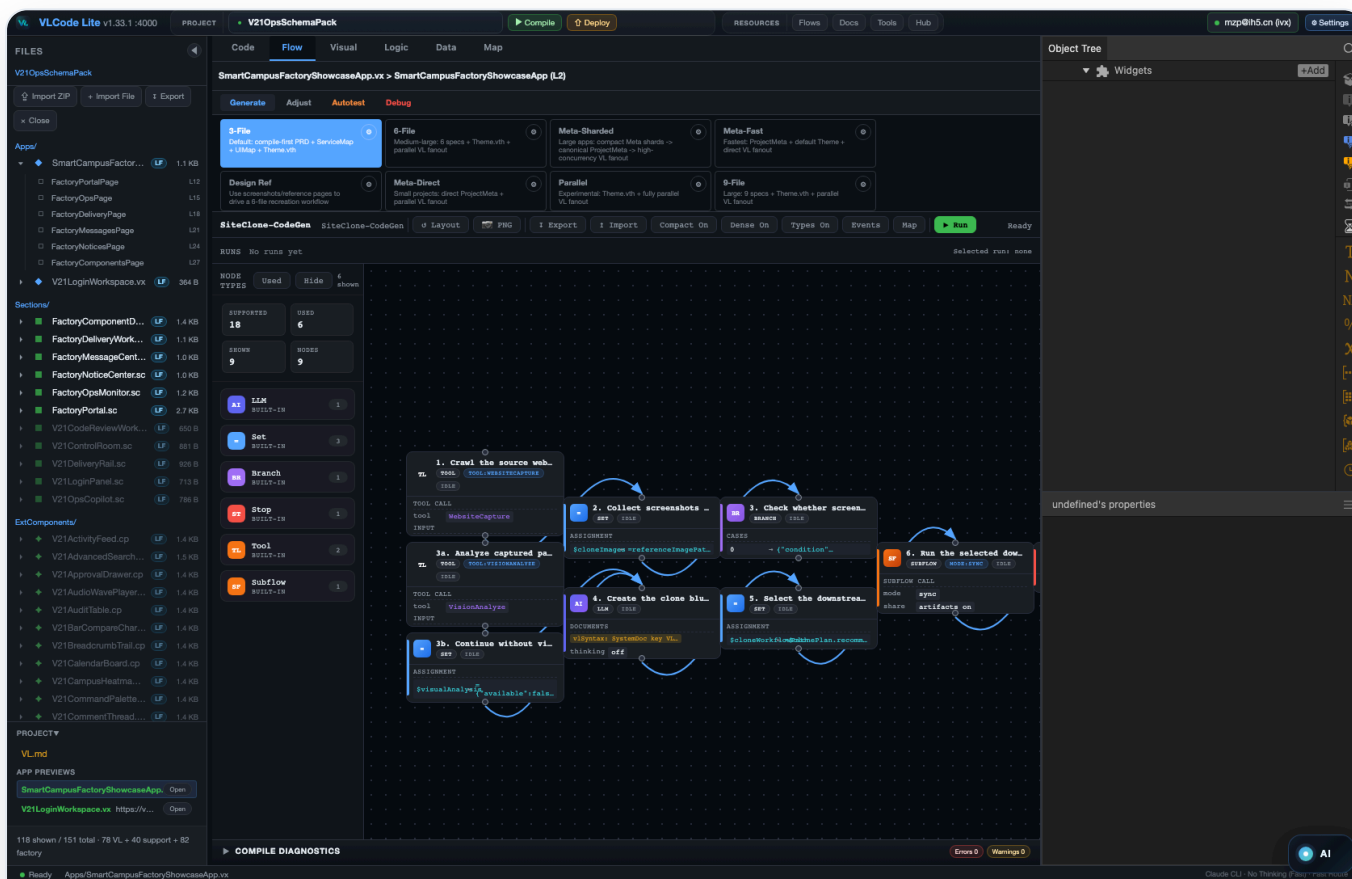 VL VLCode Lite v1.33.1 :4000 PROJECT V21OpsSchemaPack Compile Deploy RESOURCES Flows Docs Tools Hub mzp@ih5.cn (ivx) Settings
FILES
V21OpsSchemaPack
Import ZIP + Import File Export
× Close
Apps/
SmartCampusFactor... LF 1.1 KB
FactoryPortalPage L12
FactoryOpsPage L15
FactoryDeliveryPage L18
FactoryMessagesPage L21
FactoryNoticesPage L24
FactoryComponentsPage L27
V21LoginWorkspace.vx LF 364 B
Sections/
FactoryComponentD... LF 1.4 KB
FactoryDeliveryWork... LF 1.1 KB
FactoryMessageCent... LF 1.0 KB
FactoryNoticeCenter.sc LF 1.0 KB
FactoryOpsMonitor.sc LF 1.2 KB
FactoryPortal.sc LF 2.7 KB
V21CodeReviewWork... LF 650 B
V21ControlRoom.sc LF 881 B
V21DeliveryRail.sc LF 926 B
V21LoginPanel.sc LF 713 B
V21OpsCopilot.sc LF 786 B
ExtComponents/
V21ActivityFeed.cp LF 1.4 KB
V21AdvancedSearch... LF 1.5 KB
V21ApprovalDrawer.cp LF 1.4 KB
V21AudioWavePlayer... LF 1.4 KB
V21AuditTable.cp LF 1.4 KB
V21BarCompareChar... LF 1.4 KB
V21BreadcrumbTrail.cp LF 1.4 KB
V21CalendarBoard.cp LF 1.4 KB
V21CampusHeatma... LF 1.4 KB
V21CommandPalette... LF 1.4 KB
V21CommentThread.... LF 1.4 KB
PROJECT▾
VL.md
APP PREVIEWS
SmartCampusFactoryShowcaseApp. Open
V21LoginWorkspace.vx https://v... Open
118 shown / 151 total · 78 VL + 40 support + 82
factory
Code Flow Visual Logic Data Map
SmartCampusFactoryShowcaseApp.vx > SmartCampusFactoryShowcaseApp (L2)
Generate Adjust Autotest Debug
3-File
Default: compile-first PRD + ServiceMap
+ UIMap + Theme.vth
6-File
Medium-large: 6 specs + Theme.vth +
parallel VL fanout
Meta-Sharded
Large apps: compact Meta shards ->
canonical ProjectMeta -> high-
concurrency VL fanout
Meta-Fast
Fastest: ProjectMeta + default Theme +
direct VL fanout
Design Ref
Use screenshots/reference pages to
drive a 6-file recreation workflow
Meta-Direct
Small projects: direct ProjectMeta +
parallel VL fanout
Parallel
Experimental: Theme.vth + fully parallel
VL fanout
9-File
Large: 9 specs + Theme.vth + parallel
VL fanout
SiteClone-CodeGen SiteClone-CodeGen Layout PNG Export Import Compact On Dense On Types On Events Map Run Ready
RUNS No runs yet Selected run: none
NODE
TYPES Used Hide 6
shown
SUPPORTED USED
18 6
SHOWN NODES
9 9
AI LLM
BUILT-IN 1
= Set
BUILT-IN 3
BR Branch
BUILT-IN 1
ST Stop
BUILT-IN 1
TL Tool
BUILT-IN 2
SF Subflow
BUILT-IN 1
1. Crawl the source web...
TL TOOL TOOL:WEBSITECAPTURE
IDLE
TOOL CALL
tool WebsiteCapture
INPUT
3a. Analyze captured pa...
TL TOOL TOOL:VISIONANALYZE
IDLE
TOOL CALL
tool VisionAnalyze
INPUT
3b. Continue without vi...
= SET IDLE
ASSIGNMENT
$visualAnalysis {"available":fals...
2. Collect screenshots ...
= SET IDLE
ASSIGNMENT
$cloneImages =referenceImagePat...
4. Create the clone blu...
AI LLM IDLE
DOCUMENTS
vlSyntax: SystemDoc key VL...
thinking off
3. Check whether screen...
BR BRANCH IDLE
CASES
0 → {"condition"...
5. Select the downstrea...
= SET IDLE
ASSIGNMENT
6. Run the selected dow...
SF SUBFLOW MODE:SYNC IDLE
SUBFLOW CALL
mode sync
share artifacts on
COMPILE DIAGNOSTICS Errors 0 Warnings 0
Object Tree
Widgets +Add
undefined's properties
AI
Ready Apps/SmartCampusFactoryShowcaseApp.vx Claude CLI · No Thinking (Fast) · Fast Route